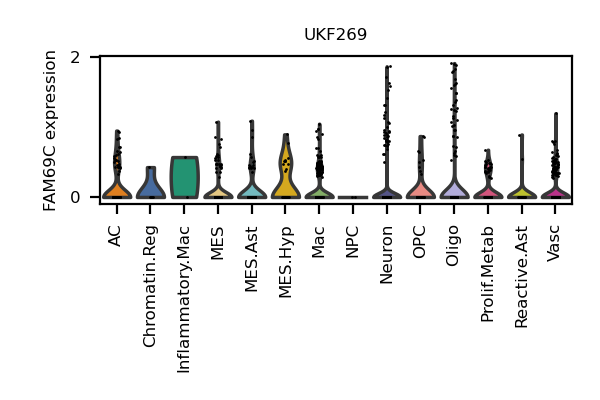 UKF269
FAM69C expression
2
0
AC
Chromatin.Reg
Inflammatory.Mac
MES
MES.Ast
MES.Hyp
Mac
NPC
Neuron
OPC
Oligo
Prolif.Metab
Reactive.Ast
Vasc